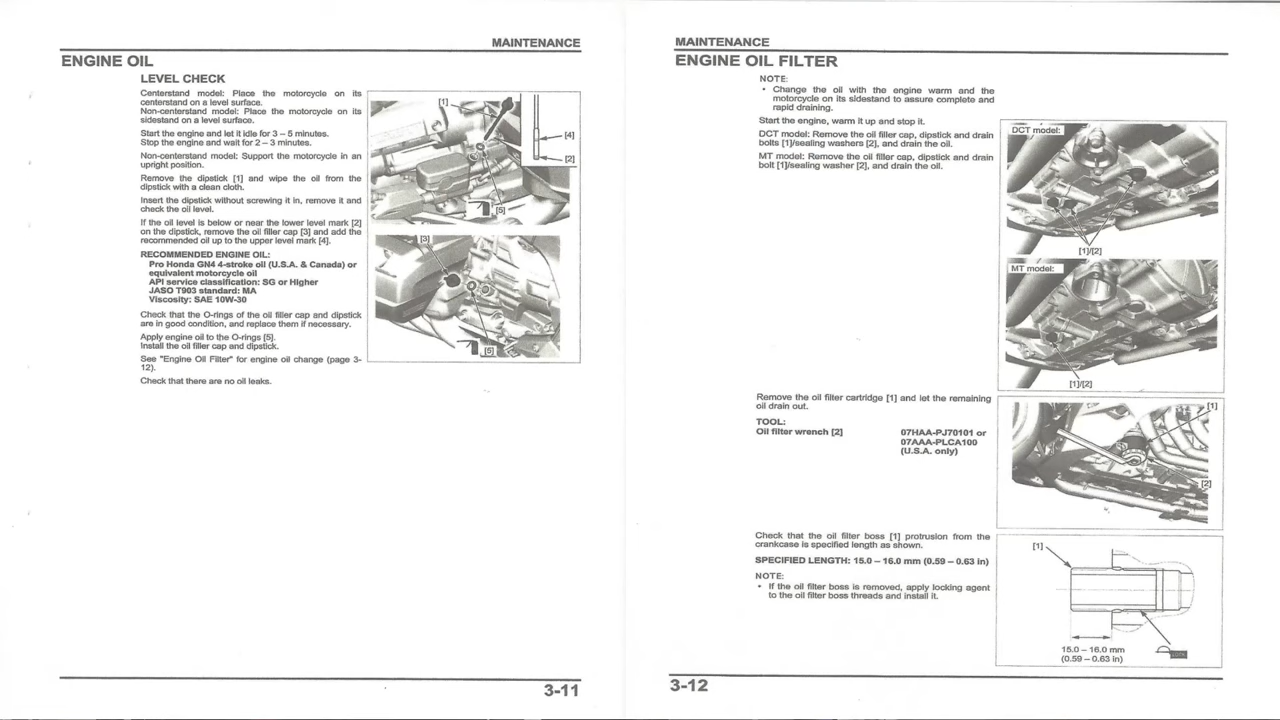 MAINTENANCE
ENGINE OIL
LEVEL CHECK
Centerstand model: Place the motorcycle on its
centerstand on a level surface.
Non-centerstand model: Place the motorcycle on its
sidestand on a level surface.
Start the engine and let it idle for 3 – 5 minutes.
Stop the engine and wait for 2 – 3 minutes.
Non-centerstand model: Support the motorcycle in an
upright position.
Remove the dipstick [1] and wipe the oil from the
dipstick with a clean cloth.
Insert the dipstick without screwing it in, remove it and
check the oil level.
If the oil level is below or near the lower level mark [2]
on the dipstick, remove the oil filler cap [3] and add the
recommended oil up to the upper level mark [4].
RECOMMENDED ENGINE OIL:
Pro Honda GN4 4-stroke oil (U.S.A. & Canada) or
equivalent motorcycle oil
API service classification: SG or Higher
JASO T903 standard: MA
Viscosity: SAE 10W-30
Check that the O-rings of the oil filler cap and dipstick
are in good condition, and replace them if necessary.
Apply engine oil to the O-rings [5].
Install the oil filler cap and dipstick.
See "Engine Oil Filter" for engine oil change (page 3-
12).
Check that there are no oil leaks.
[1]
[4]
[2]
[5]
[3]
[5]
3-11
MAINTENANCE
ENGINE OIL FILTER
NOTE:
• Change the oil with the engine warm and the
motorcycle on its sidestand to assure complete and
rapid draining.
Start the engine, warm it up and stop it.
DCT model: Remove the oil filler cap, dipstick and drain
bolts [1]/sealing washers [2], and drain the oil.
MT model: Remove the oil filler cap, dipstick and drain
bolt [1]/sealing washer [2], and drain the oil.
DCT model:
[1]/[2]
MT model:
[1]/[2]
Remove the oil filter cartridge [1] and let the remaining
oil drain out.
TOOL:
Oil filter wrench [2] 07HAA-PJ70101 or
07AAA-PLCA100
(U.S.A. only)
[1]
[2]
Check that the oil filter boss [1] protrusion from the
crankcase is specified length as shown.
SPECIFIED LENGTH: 15.0 – 16.0 mm (0.59 – 0.63 in)
NOTE:
• If the oil filter boss is removed, apply locking agent
to the oil filter boss threads and install it.
[1]
15.0 – 16.0 mm
(0.59 – 0.63 in)
LOCK
3-12